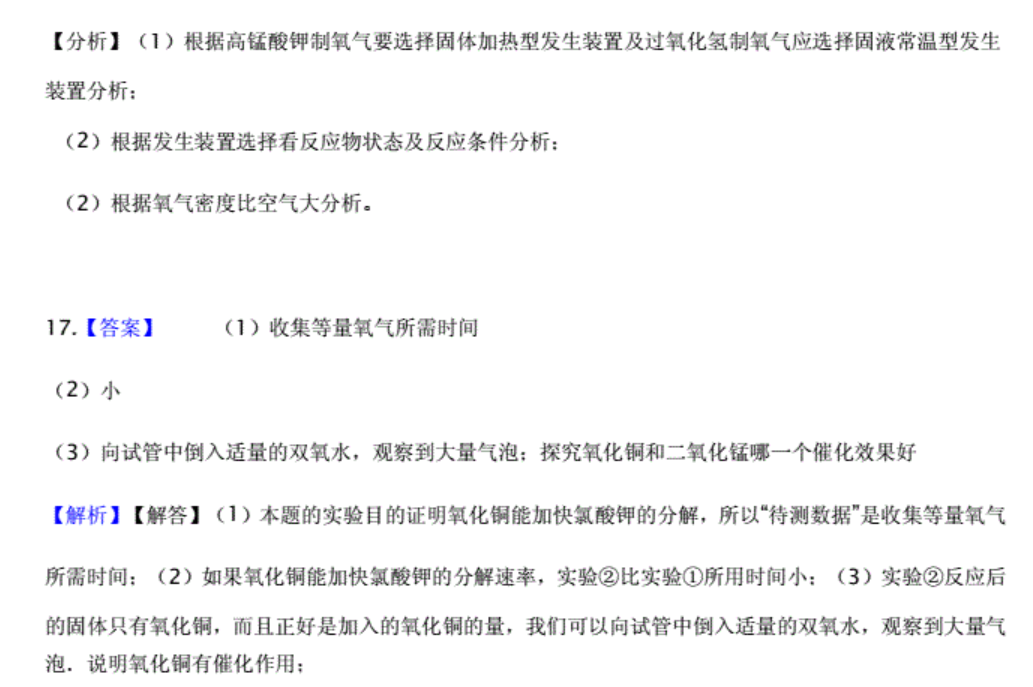 【分析】（1）根据高锰酸钾制氧气要选择固体加热型发生装置及过氧化氢制氧气应选择固液常温型发生
装置分析；
（2）根据发生装置选择看反应物状态及反应条件分析；
（2）根据氧气密度比空气大分析。
17.【答案】 （1）收集等量氧气所需时间
（2）小
（3）向试管中倒入适量的双氧水，观察到大量气泡；探究氧化铜和二氧化锰哪一个催化效果好
【解析】【解答】（1）本题的实验目的证明氧化铜能加快氯酸钾的分解，所以“待测数据”是收集等量氧气
所需时间；（2）如果氧化铜能加快氯酸钾的分解速率，实验②比实验①所用时间小；（3）实验②反应后
的固体只有氧化铜，而且正好是加入的氧化铜的量，我们可以向试管中倒入适量的双氧水，观察到大量气
泡．说明氧化铜有催化作用；